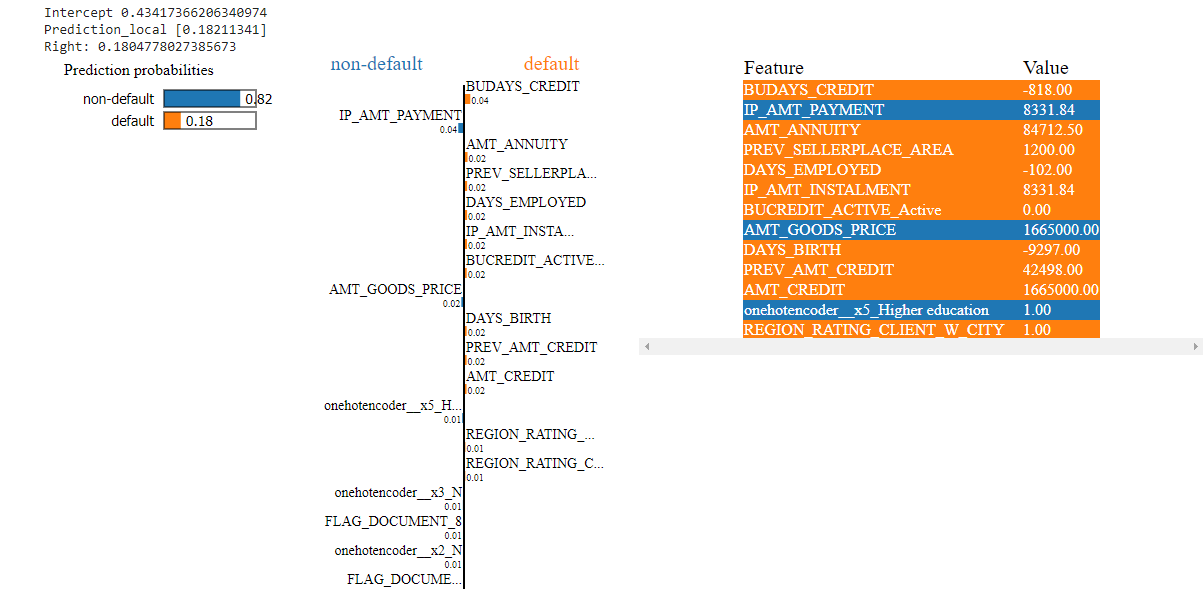 Intercept 0.43417366206340974
Prediction_local [0.18211341]
Right: 0.1804778027385673
Prediction probabilities
non-default 0.82
default 0.18
non-default default
BUDAYS_CREDIT
0.04
IP_AMT_PAYMENT
0.04
AMT_ANNUITY
0.02
PREV_SELLERPLA...
0.02
DAYS_EMPLOYED
0.02
IP_AMT_INSTA...
0.02
BUCREDIT_ACTIVE...
0.02
AMT_GOODS_PRICE
0.02
DAYS_BIRTH
0.02
PREV_AMT_CREDIT
0.02
AMT_CREDIT
0.02
onehotencoder__x5_H...
0.01
REGION_RATING_...
0.01
REGION_RATING_C...
0.01
onehotencoder__x3_N
0.01
FLAG_DOCUMENT_8
0.01
onehotencoder__x2_N
0.01
FLAG_DOCUME...
Feature Value
BUDAYS_CREDIT -818.00
IP_AMT_PAYMENT 8331.84
AMT_ANNUITY 84712.50
PREV_SELLERPLACE_AREA 1200.00
DAYS_EMPLOYED -102.00
IP_AMT_INSTALMENT 8331.84
BUCREDIT_ACTIVE_Active 0.00
AMT_GOODS_PRICE 1665000.00
DAYS_BIRTH -9297.00
PREV_AMT_CREDIT 42498.00
AMT_CREDIT 1665000.00
onehotencoder__x5_Higher education 1.00
REGION_RATING_CLIENT_W_CITY 1.00